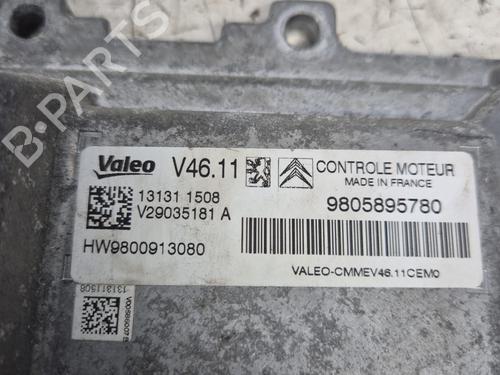 B-PARTS
Valeo V46.11 CONTROLE MOTEUR
MADE IN FRANCE
13131 1508
V29035181 A
9805895780
HW9800913080
VALEO-CMMEV46.11CEM0
131311508